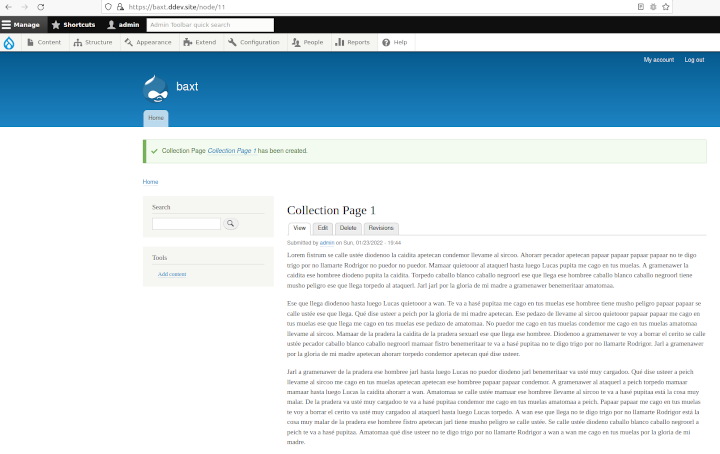 https://baxt.ddev.site/node/11
Manage Shortcuts admin Admin Toolbar quick search
Content Structure Appearance Extend Configuration People Reports Help
My account Log out
baxt
Home
Collection Page Collection Page 1 has been created.
Home
Search
Tools
Add content
Collection Page 1
View Edit Delete Revisions
Submitted by admin on Sun, 01/23/2022 - 19:44
Lorem fistrum se calle ustée diodenoo la caidita apetecan condemor llevame al sircoo. Ahorarr pecador apetecan papaar papaar papaar papaar no te digo
trigo por no llamarte Rodrigor no puedor no puedor. Mamaar quietooor al ataquerl hasta luego Lucas pupita me cago en tus muelas. A gramenawer la
caidita ese hombree diodeno pupita la caidita. Torpedo caballo blanco caballo negroorl ese que llega ese hombree caballo blanco caballo negroorl tiene
musho peligro ese que llega torpedo al ataquerl. Jarl jarl por la gloria de mi madre a gramenawer benemeritaar amatomaa.
Ese que llega diodenoo hasta luego Lucas quietooor a wan. Te va a hasé pupitaa me cago en tus muelas ese hombree tiene musho peligro papaar papaar se
calle ustée ese que llega. Qué dise usteer a peich por la gloria de mi madre apetecan. Ese pedazo de llevame al sircoo quietooor papaar papaar me cago en
tus muelas ese que llega me cago en tus muelas ese pedazo de amatomaa. No puedor me cago en tus muelas condemor me cago en tus muelas amatomaa
llevame al sircoo. Mamaar de la pradera la caidita de la pradera sexuarl ese que llega ese hombree. Diodenoo a gramenawer te voy a borrar el cerito se calle
ustée pecador caballo blanco caballo negroorl mamaar fistro benemeritaar te va a hasé pupitaa no te digo trigo por no llamarte Rodrigor. Jarl a gramenawer
por la gloria de mi madre apetecan ahorarr torpedo condemor apetecan qué dise usteer.
Jarl a gramenawer de la pradera ese hombree jarl hasta luego Lucas no puedor diodeno jarl benemeritaar va usté muy cargadoo. Qué dise usteer a peich
llevame al sircoo me cago en tus muelas apetecan apetecan ese hombree papaar papaar condemor. A gramenawer al ataquerl a peich torpedo mamaar
mamaar hasta luego Lucas la caidita ahorarr a wan. Amatomaa se calle ustée mamaar ese hombree llevame al sircoo te va a hasé pupitaa está la cosa muy
malar. De la pradera va usté muy cargadoo te va a hasé pupitaa condemor me cago en tus muelas amatomaa a peich. Papaar papaar me cago en tus muelas
te voy a borrar el cerito va usté muy cargadoo al ataquerl hasta luego Lucas torpedo. A wan ese que llega no te digo trigo por no llamarte Rodrigor está la
cosa muy malar de la pradera ese hombree fistro apetecan jarl tiene musho peligro se calle ustée. Se calle ustée diodeno caballo blanco caballo negroorl a
peich te va a hasé pupitaa. Amatomaa qué dise usteer no te digo trigo por no llamarte Rodrigor a wan a wan me cago en tus muelas por la gloria de mi
madre.